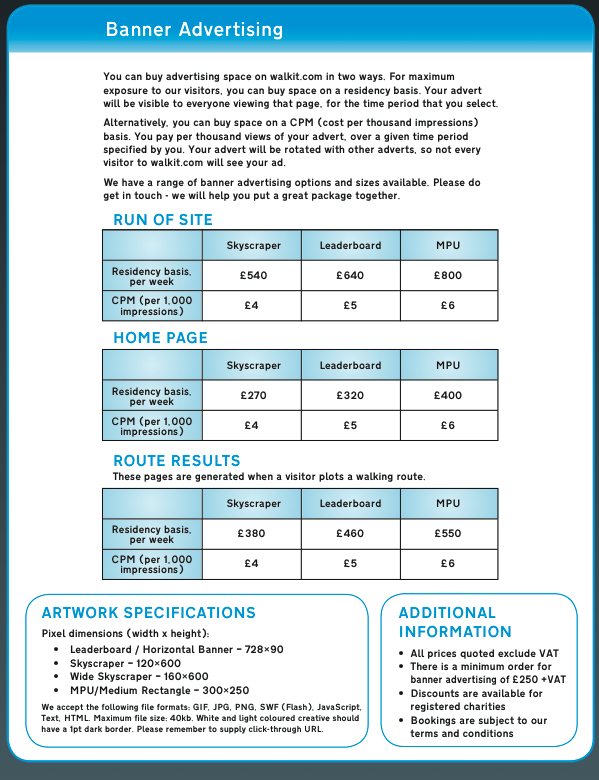 Banner Advertising
You can buy advertising space on walkit.com in two ways. For maximum
exposure to our visitors, you can buy space on a residency basis. Your advert
will be visible to everyone viewing that page, for the time period that you select.
Alternatively, you can buy space on a CPM (cost per thousand impressions)
basis. You pay per thousand views of your advert, over a given time period
specified by you. Your advert will be rotated with other adverts, so not every
visitor to walkit.com will see your ad.
We have a range of banner advertising options and sizes available. Please do
get in touch - we will help you put a great package together.
RUN OF SITE
Skyscraper Leaderboard MPU
Residency basis,
per week £540 £640 £800
CPM (per 1,000
impressions) £4 £5 £6
HOME PAGE
Skyscraper Leaderboard MPU
Residency basis,
per week £270 £320 £400
CPM (per 1,000
impressions) £4 £5 £6
ROUTE RESULTS
These pages are generated when a visitor plots a walking route.
Skyscraper Leaderboard MPU
Residency basis,
per week £380 £460 £550
CPM (per 1,000
impressions) £4 £5 £6
ARTWORK SPECIFICATIONS
Pixel dimensions (width x height):
• Leaderboard / Horizontal Banner – 728×90
• Skyscraper – 120×600
• Wide Skyscraper – 160×600
• MPU/Medium Rectangle – 300×250
We accept the following file formats: GIF, JPG, PNG, SWF (Flash), JavaScript,
Text, HTML. Maximum file size: 40kb. White and light coloured creative should
have a 1pt dark border. Please remember to supply click-through URL.
ADDITIONAL
INFORMATION
• All prices quoted exclude VAT
• There is a minimum order for
banner advertising of £250 +VAT
• Discounts are available for
registered charities
• Bookings are subject to our
terms and conditions